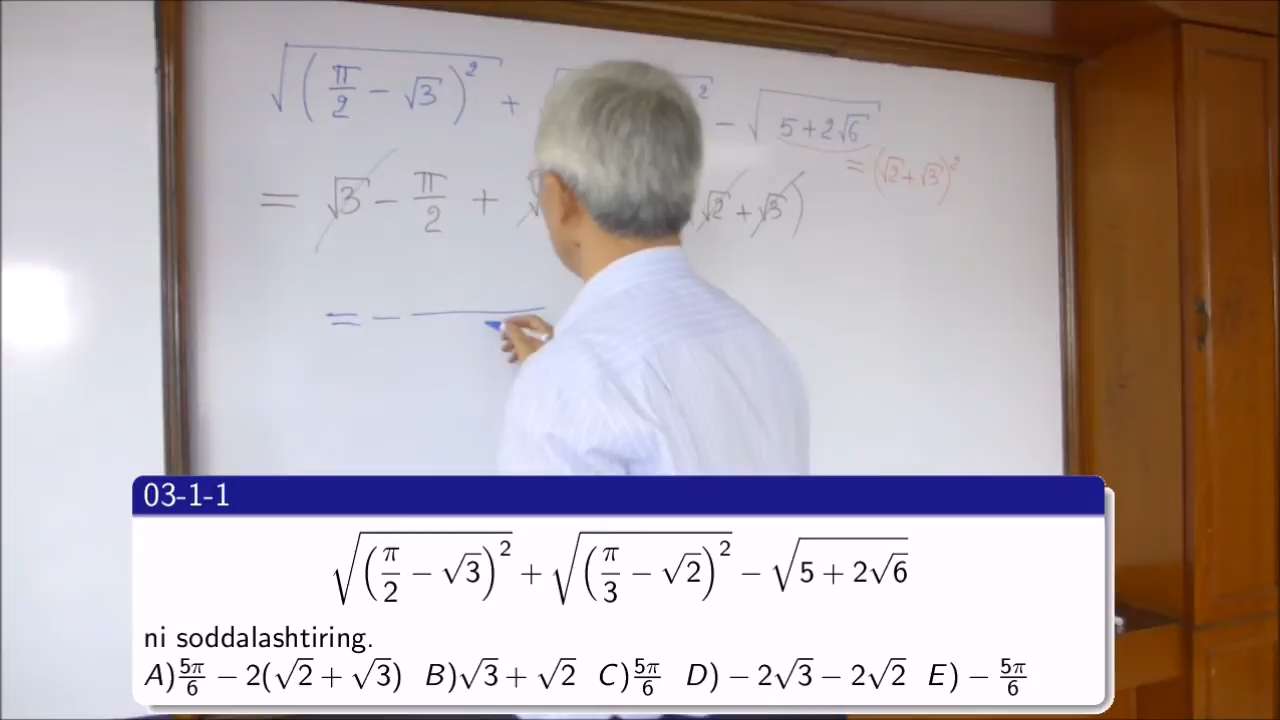 √(π/2 − √3)² + ² − √5+2√6
= (√2+√3)²
= √3 − π/2 + √2 + √3)
= −
03-1-1
√(π/2 − √3)² + √(π/3 − √2)² − √5 + 2√6
ni soddalashtiring.
A) 5π/6 − 2(√2 + √3) B) √3 + √2 C) 5π/6 D) − 2√3 − 2√2 E) − 5π/6